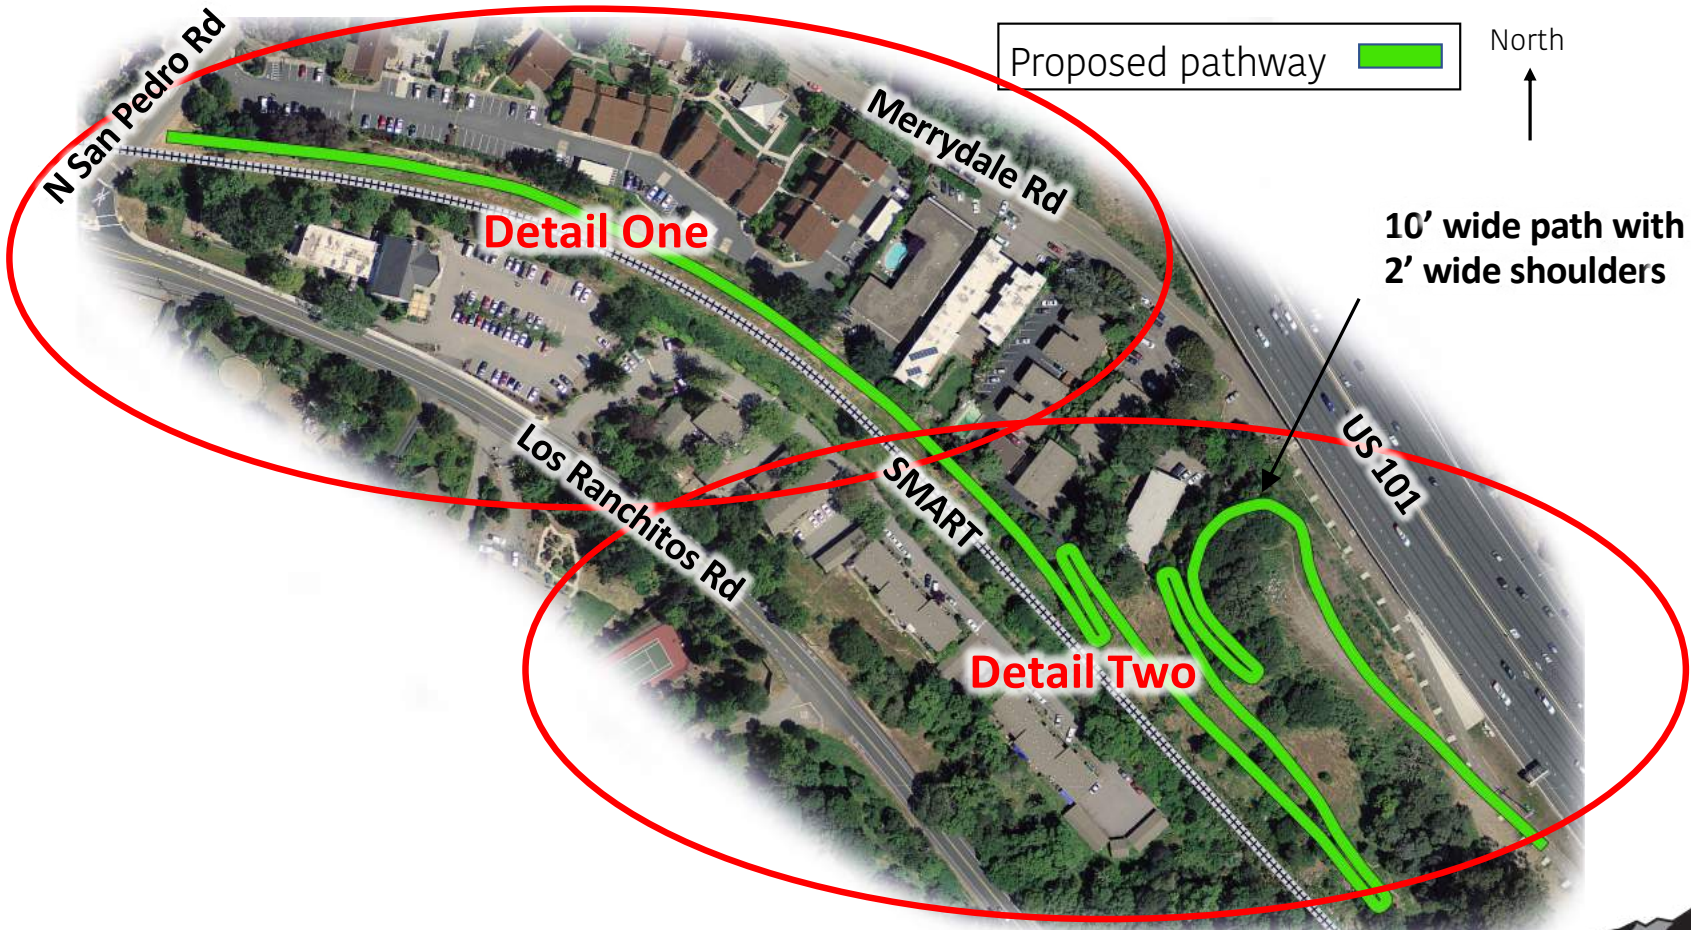 N San Pedro Rd
Proposed pathway
North
Merrydale Rd
10’ wide path with
2’ wide shoulders
Detail One
US 101
Los Ranchitos Rd
SMART
Detail Two